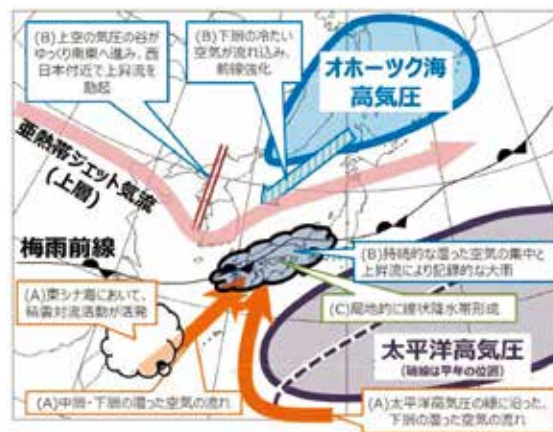 (B)上空の気圧の谷が
ゆっくり南東へ進み、西
日本付近で上昇流を
励起
(B)下層の冷たい
空気が流れ込み、
前線強化
オホーツク海
高気圧
亜熱帯ジェット気流
(上層)
梅雨前線
(B)持続的な湿った空気の集中と
上昇流により記録的な大雨
(A)東シナ海において、
積雲対流活動が活発
(C)局地的に線状降水帯形成
太平洋高気圧
(破線は平年の位置)
(A)中層・下層の湿った空気の流れ
(A)太平洋高気圧の縁に沿った、
下層の湿った空気の流れ